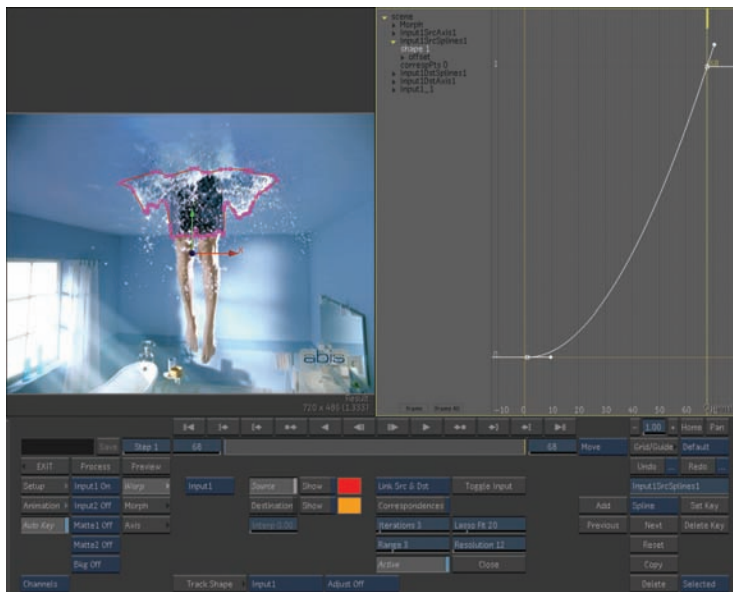 scene
Morph
Input1SrcAxis1
Input1SrcSplines1
shape 1
offset
correspPts 0
Input1DstSplines1
Input1DstAxis1
Input1_1
1
0
abis
Result
720 x 486 (1.333)
frame
-10 0 10 20 30 40 50 60
- 1.00 + Home Pan
Save Step 1 68 68 Move Grid/Guide Default
EXIT Process Preview Undo ... Redo ...
Setup Input1 On Warp Input1 Source Show Link Src & Dst Toggle Input Input1SrcSplines1
Animation Input2 Off Morph Destination Show Correspondences Add Spline Set Key
Auto Key Matte1 Off Axis Interp 0.00 Iterations 3 Lasso Fit 20 Previous Next Delete Key
Matte2 Off Range 3 Resolution 12 Reset
Bkg Off Active Close Copy
Channels Track Shape Input1 Adjust Off Delete Selected